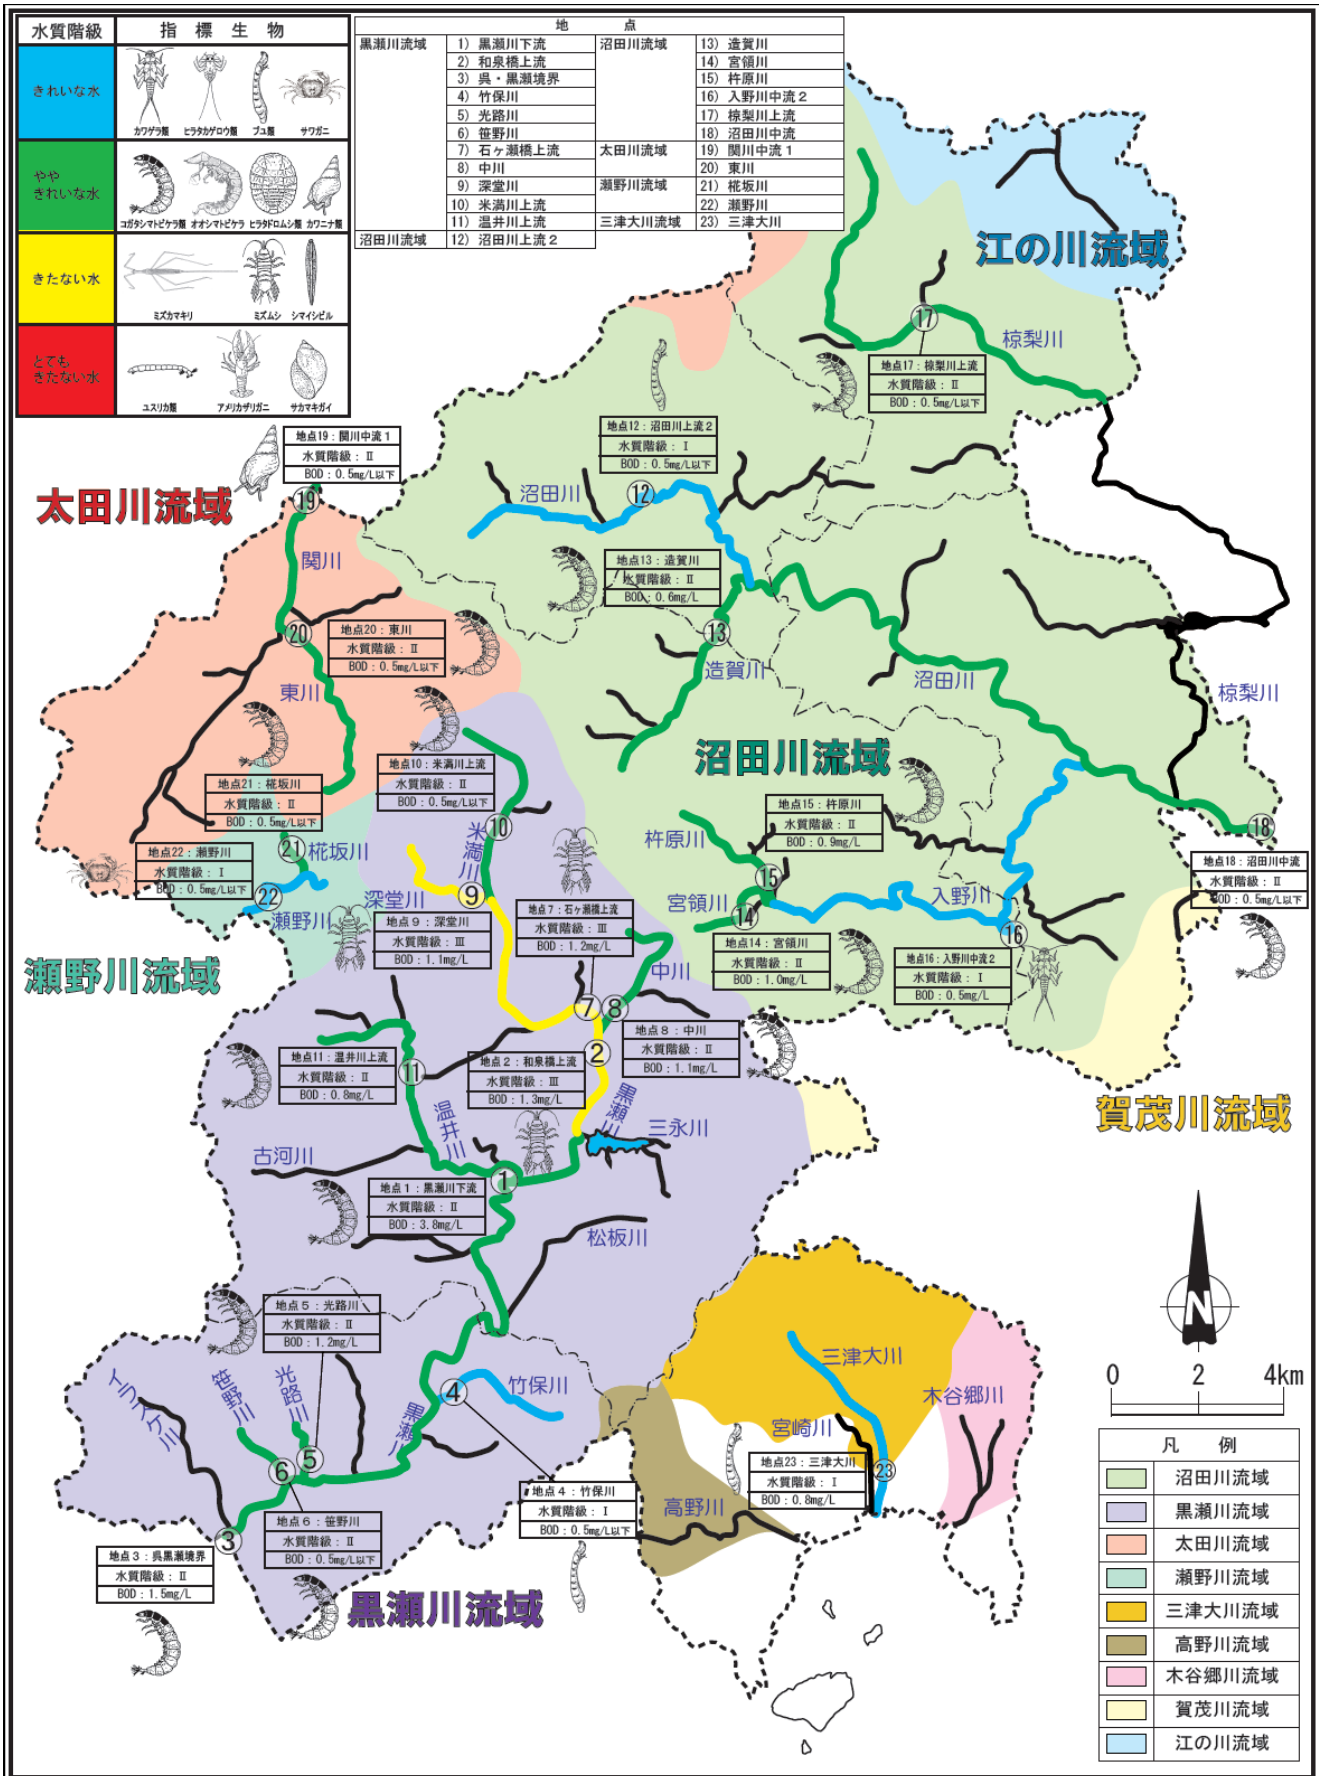 水質階級 指標生物
きれいな水
カワゲラ類 ヒラタカゲロウ類 ブユ類 サワガニ
やや
きれいな水
コガタシマトビケラ類 オオシマトビケラ ヒラタドロムシ類 カワニナ類
きたない水
ミズカマキリ ミズムシ シマイシビル
とても
きたない水
ユスリカ類 アメリカザリガニ サカマキガイ
地点
黒瀬川流域 1) 黒瀬川下流 沼田川流域 13) 造賀川
2) 和泉橋上流 14) 宮領川
3) 呉・黒瀬境界 15) 杵原川
4) 竹保川 16) 入野川中流2
5) 光路川 17) 椋梨川上流
6) 笹野川 18) 沼田川中流
7) 石ヶ瀬橋上流 太田川流域 19) 関川中流1
8) 中川 20) 東川
9) 深堂川 瀬野川流域 21) 椛坂川
10) 米満川上流 22) 瀬野川
11) 温井川上流 三津大川流域 23) 三津大川
沼田川流域 12) 沼田川上流2
江の川流域
17
椋梨川
地点17:椋梨川上流
水質階級:Ⅱ
BOD:0.5mg/L以下
地点12:沼田川上流2
水質階級:Ⅰ
BOD:0.5mg/L以下
地点19:関川中流1
水質階級:Ⅱ
BOD:0.5mg/L以下
太田川流域
19
沼田川
12
関川
地点13:造賀川
水質階級:Ⅱ
BOD:0.6mg/L
20
地点20:東川
水質階級:Ⅱ
BOD:0.5mg/L以下
13
造賀川
沼田川
椋梨川
東川
沼田川流域
地点10:米満川上流
水質階級:Ⅱ
BOD:0.5mg/L以下
地点21:椛坂川
水質階級:Ⅱ
BOD:0.5mg/L以下
地点15:杵原川
水質階級:Ⅱ
BOD:0.9mg/L
10
米満川
杵原川
18
21
椛坂川
地点22:瀬野川
水質階級:Ⅰ
BOD:0.5mg/L以下
地点18:沼田川中流
水質階級:Ⅱ
BOD:0.5mg/L以下
15
22
瀬野川
深堂川
9
宮領川
14
入野川
16
地点7:石ヶ瀬橋上流
水質階級:Ⅲ
BOD:1.2mg/L
地点9:深堂川
水質階級:Ⅲ
BOD:1.1mg/L
地点14:宮領川
水質階級:Ⅱ
BOD:1.0mg/L
地点16:入野川中流2
水質階級:Ⅰ
BOD:0.5mg/L
瀬野川流域
中川
7
8
地点8:中川
水質階級:Ⅱ
BOD:1.1mg/L
地点11:温井川上流
水質階級:Ⅱ
BOD:0.8mg/L
11
地点2:和泉橋上流
水質階級:Ⅲ
BOD:1.3mg/L
2
黒瀬川
三永川
賀茂川流域
温井川
古河川
1
地点1:黒瀬川下流
水質階級:Ⅱ
BOD:3.8mg/L
松板川
地点5:光路川
水質階級:Ⅱ
BOD:1.2mg/L
N
0 2 4km
三津大川
木谷郷川
竹保川
4
イラスケ川
笹野川
光路川
黒瀬川
宮崎川
5
6
地点23:三津大川
水質階級:Ⅰ
BOD:0.8mg/L
23
地点4:竹保川
水質階級:Ⅰ
BOD:0.5mg/L以下
高野川
3
地点6:笹野川
水質階級:Ⅱ
BOD:0.5mg/L以下
地点3:呉黒瀬境界
水質階級:Ⅱ
BOD:1.5mg/L
黒瀬川流域
凡例
沼田川流域
黒瀬川流域
太田川流域
瀬野川流域
三津大川流域
高野川流域
木谷郷川流域
賀茂川流域
江の川流域